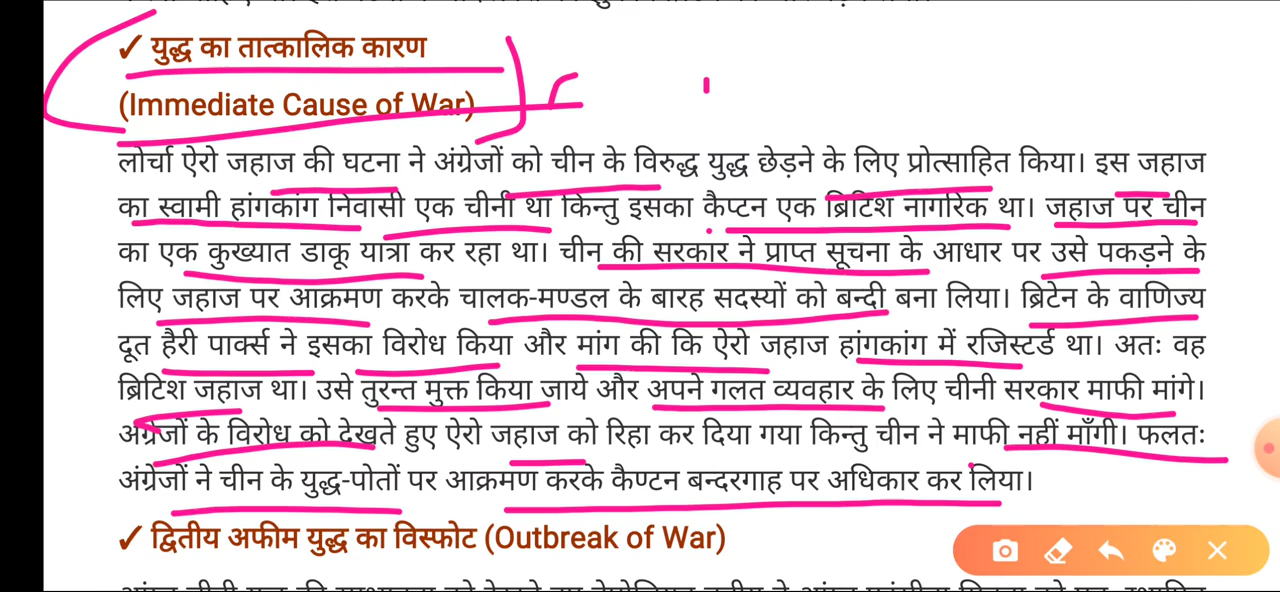 ✓ युद्ध का तात्कालिक कारण
(Immediate Cause of War)
लोर्चा ऐरो जहाज की घटना ने अंग्रेजों को चीन के विरुद्ध युद्ध छेड़ने के लिए प्रोत्साहित किया। इस जहाज
का स्वामी हांगकांग निवासी एक चीनी था किन्तु इसका कैप्टन एक ब्रिटिश नागरिक था। जहाज पर चीन
का एक कुख्यात डाकू यात्रा कर रहा था। चीन की सरकार ने प्राप्त सूचना के आधार पर उसे पकड़ने के
लिए जहाज पर आक्रमण करके चालक-मण्डल के बारह सदस्यों को बन्दी बना लिया। ब्रिटेन के वाणिज्य
दूत हैरी पार्क्स ने इसका विरोध किया और मांग की कि ऐरो जहाज हांगकांग में रजिस्टर्ड था। अतः वह
ब्रिटिश जहाज था। उसे तुरन्त मुक्त किया जाये और अपने गलत व्यवहार के लिए चीनी सरकार माफी मांगे।
अंग्रेजों के विरोध को देखते हुए ऐरो जहाज को रिहा कर दिया गया किन्तु चीन ने माफी नहीं माँगी। फलतः
अंग्रेजों ने चीन के युद्ध-पोतों पर आक्रमण करके कैण्टन बन्दरगाह पर अधिकार कर लिया।
✓ द्वितीय अफीम युद्ध का विस्फोट (Outbreak of War)